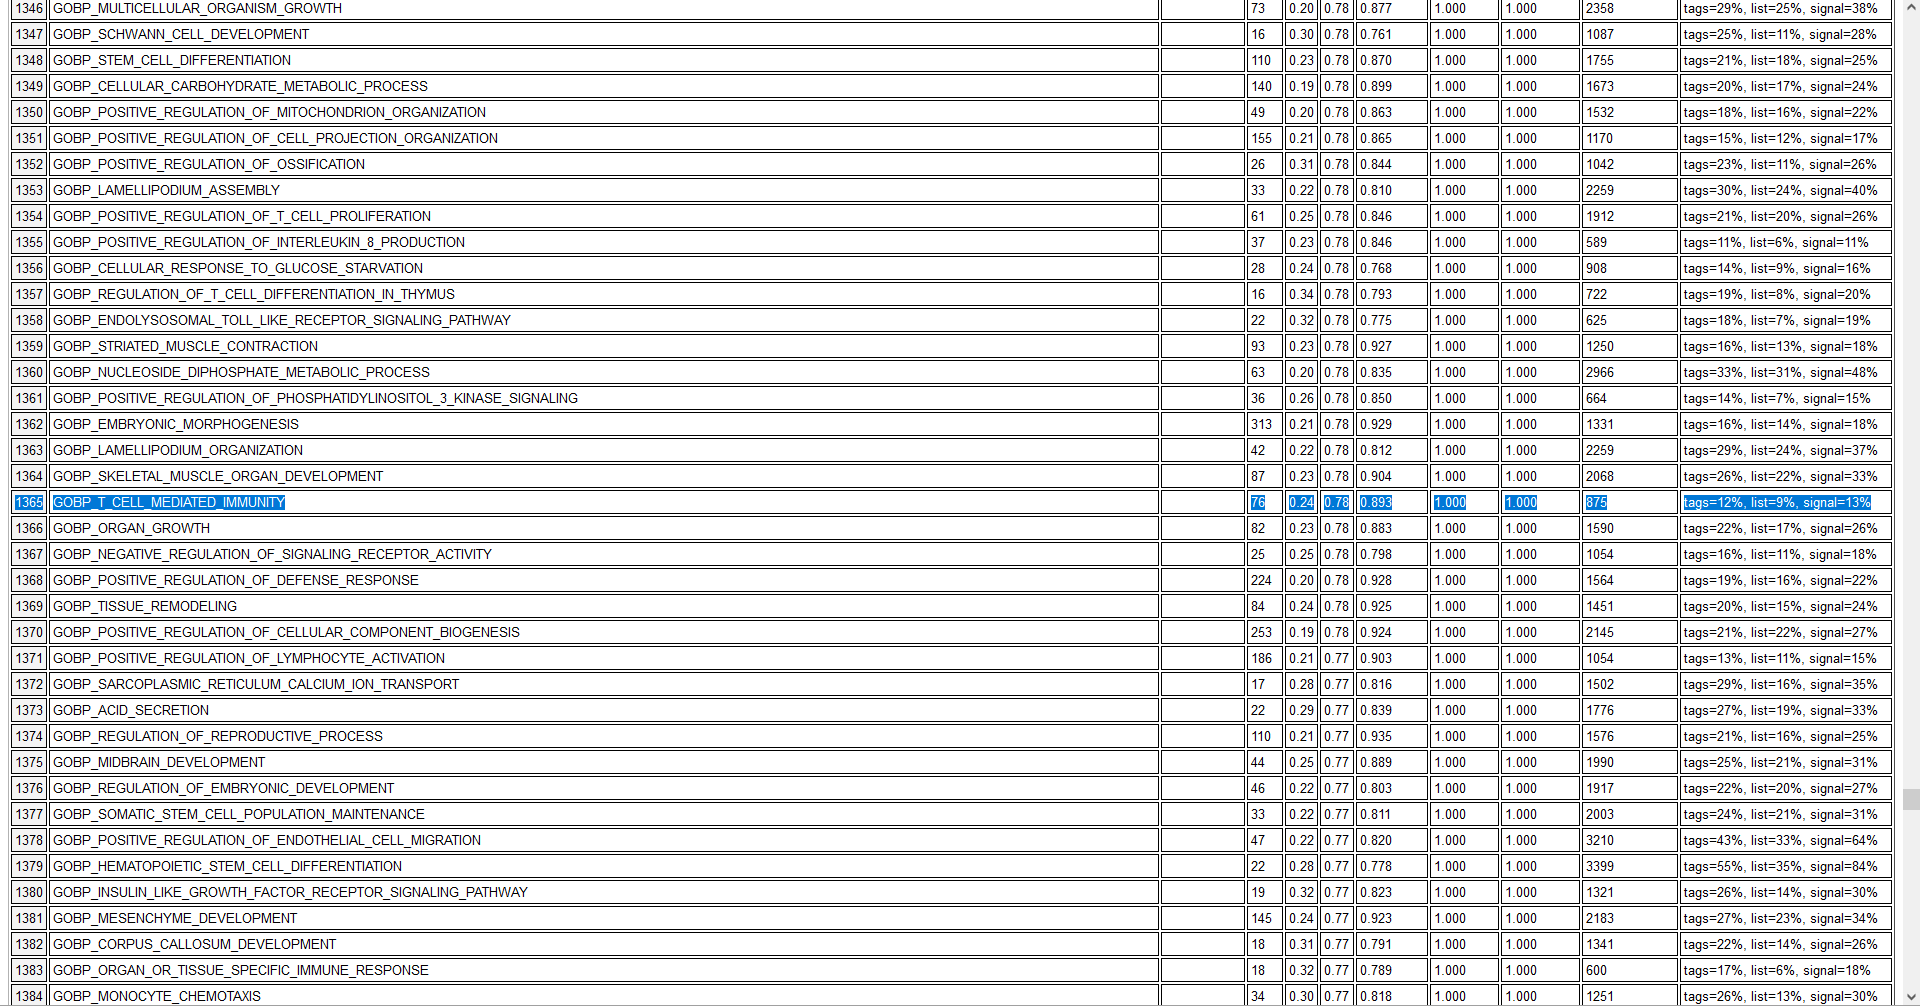 1346 GOBP_MULTICELLULAR_ORGANISM_GROWTH 73 0.20 0.78 0.877 1.000 1.000 2358 tags=29%, list=25%, signal=38%
1347 GOBP_SCHWANN_CELL_DEVELOPMENT 16 0.30 0.78 0.761 1.000 1.000 1087 tags=25%, list=11%, signal=28%
1348 GOBP_STEM_CELL_DIFFERENTIATION 110 0.23 0.78 0.870 1.000 1.000 1755 tags=21%, list=18%, signal=25%
1349 GOBP_CELLULAR_CARBOHYDRATE_METABOLIC_PROCESS 140 0.19 0.78 0.899 1.000 1.000 1673 tags=20%, list=17%, signal=24%
1350 GOBP_POSITIVE_REGULATION_OF_MITOCHONDRION_ORGANIZATION 49 0.20 0.78 0.863 1.000 1.000 1532 tags=18%, list=16%, signal=22%
1351 GOBP_POSITIVE_REGULATION_OF_CELL_PROJECTION_ORGANIZATION 155 0.21 0.78 0.865 1.000 1.000 1170 tags=15%, list=12%, signal=17%
1352 GOBP_POSITIVE_REGULATION_OF_OSSIFICATION 26 0.31 0.78 0.844 1.000 1.000 1042 tags=23%, list=11%, signal=26%
1353 GOBP_LAMELLIPODIUM_ASSEMBLY 33 0.22 0.78 0.810 1.000 1.000 2259 tags=30%, list=24%, signal=40%
1354 GOBP_POSITIVE_REGULATION_OF_T_CELL_PROLIFERATION 61 0.25 0.78 0.846 1.000 1.000 1912 tags=21%, list=20%, signal=26%
1355 GOBP_POSITIVE_REGULATION_OF_INTERLEUKIN_8_PRODUCTION 37 0.23 0.78 0.846 1.000 1.000 589 tags=11%, list=6%, signal=11%
1356 GOBP_CELLULAR_RESPONSE_TO_GLUCOSE_STARVATION 28 0.24 0.78 0.768 1.000 1.000 908 tags=14%, list=9%, signal=16%
1357 GOBP_REGULATION_OF_T_CELL_DIFFERENTIATION_IN_THYMUS 16 0.34 0.78 0.793 1.000 1.000 722 tags=19%, list=8%, signal=20%
1358 GOBP_ENDOLYSOSOMAL_TOLL_LIKE_RECEPTOR_SIGNALING_PATHWAY 22 0.32 0.78 0.775 1.000 1.000 625 tags=18%, list=7%, signal=19%
1359 GOBP_STRIATED_MUSCLE_CONTRACTION 93 0.23 0.78 0.927 1.000 1.000 1250 tags=16%, list=13%, signal=18%
1360 GOBP_NUCLEOSIDE_DIPHOSPHATE_METABOLIC_PROCESS 63 0.20 0.78 0.835 1.000 1.000 2966 tags=33%, list=31%, signal=48%
1361 GOBP_POSITIVE_REGULATION_OF_PHOSPHATIDYLINOSITOL_3_KINASE_SIGNALING 36 0.26 0.78 0.850 1.000 1.000 664 tags=14%, list=7%, signal=15%
1362 GOBP_EMBRYONIC_MORPHOGENESIS 313 0.21 0.78 0.929 1.000 1.000 1331 tags=16%, list=14%, signal=18%
1363 GOBP_LAMELLIPODIUM_ORGANIZATION 42 0.22 0.78 0.812 1.000 1.000 2259 tags=29%, list=24%, signal=37%
1364 GOBP_SKELETAL_MUSCLE_ORGAN_DEVELOPMENT 87 0.23 0.78 0.904 1.000 1.000 2068 tags=26%, list=22%, signal=33%
1365 GOBP_T_CELL_MEDIATED_IMMUNITY 76 0.24 0.78 0.893 1.000 1.000 875 tags=12%, list=9%, signal=13%
1366 GOBP_ORGAN_GROWTH 82 0.23 0.78 0.883 1.000 1.000 1590 tags=22%, list=17%, signal=26%
1367 GOBP_NEGATIVE_REGULATION_OF_SIGNALING_RECEPTOR_ACTIVITY 25 0.25 0.78 0.798 1.000 1.000 1054 tags=16%, list=11%, signal=18%
1368 GOBP_POSITIVE_REGULATION_OF_DEFENSE_RESPONSE 224 0.20 0.78 0.928 1.000 1.000 1564 tags=19%, list=16%, signal=22%
1369 GOBP_TISSUE_REMODELING 84 0.24 0.78 0.925 1.000 1.000 1451 tags=20%, list=15%, signal=24%
1370 GOBP_POSITIVE_REGULATION_OF_CELLULAR_COMPONENT_BIOGENESIS 253 0.19 0.78 0.924 1.000 1.000 2145 tags=21%, list=22%, signal=27%
1371 GOBP_POSITIVE_REGULATION_OF_LYMPHOCYTE_ACTIVATION 186 0.21 0.77 0.903 1.000 1.000 1054 tags=13%, list=11%, signal=15%
1372 GOBP_SARCOPLASMIC_RETICULUM_CALCIUM_ION_TRANSPORT 17 0.28 0.77 0.816 1.000 1.000 1502 tags=29%, list=16%, signal=35%
1373 GOBP_ACID_SECRETION 22 0.29 0.77 0.839 1.000 1.000 1776 tags=27%, list=19%, signal=33%
1374 GOBP_REGULATION_OF_REPRODUCTIVE_PROCESS 110 0.21 0.77 0.935 1.000 1.000 1576 tags=21%, list=16%, signal=25%
1375 GOBP_MIDBRAIN_DEVELOPMENT 44 0.25 0.77 0.889 1.000 1.000 1990 tags=25%, list=21%, signal=31%
1376 GOBP_REGULATION_OF_EMBRYONIC_DEVELOPMENT 46 0.22 0.77 0.803 1.000 1.000 1917 tags=22%, list=20%, signal=27%
1377 GOBP_SOMATIC_STEM_CELL_POPULATION_MAINTENANCE 33 0.22 0.77 0.811 1.000 1.000 2003 tags=24%, list=21%, signal=31%
1378 GOBP_POSITIVE_REGULATION_OF_ENDOTHELIAL_CELL_MIGRATION 47 0.22 0.77 0.820 1.000 1.000 3210 tags=43%, list=33%, signal=64%
1379 GOBP_HEMATOPOIETIC_STEM_CELL_DIFFERENTIATION 22 0.28 0.77 0.778 1.000 1.000 3399 tags=55%, list=35%, signal=84%
1380 GOBP_INSULIN_LIKE_GROWTH_FACTOR_RECEPTOR_SIGNALING_PATHWAY 19 0.32 0.77 0.823 1.000 1.000 1321 tags=26%, list=14%, signal=30%
1381 GOBP_MESENCHYME_DEVELOPMENT 145 0.24 0.77 0.923 1.000 1.000 2183 tags=27%, list=23%, signal=34%
1382 GOBP_CORPUS_CALLOSUM_DEVELOPMENT 18 0.31 0.77 0.791 1.000 1.000 1341 tags=22%, list=14%, signal=26%
1383 GOBP_ORGAN_OR_TISSUE_SPECIFIC_IMMUNE_RESPONSE 18 0.32 0.77 0.789 1.000 1.000 600 tags=17%, list=6%, signal=18%
1384 GOBP_MONOCYTE_CHEMOTAXIS 34 0.30 0.77 0.818 1.000 1.000 1251 tags=26%, list=13%, signal=30%